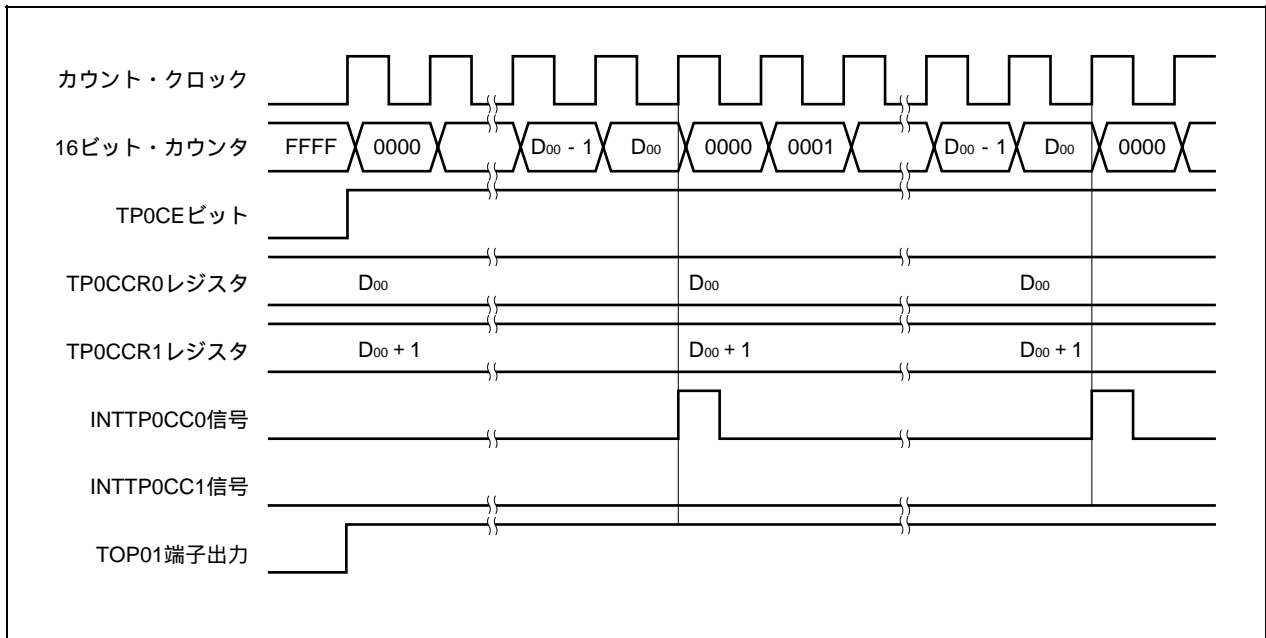 カウント・クロック
16ビット・カウンタ FFFF 0000 D00 - 1 D00 0000 0001 D00 - 1 D00 0000
TP0CEビット
TP0CCR0レジスタ D00 D00 D00
TP0CCR1レジスタ D00 + 1 D00 + 1 D00 + 1
INTTP0CC0信号
INTTP0CC1信号
TOP01端子出力